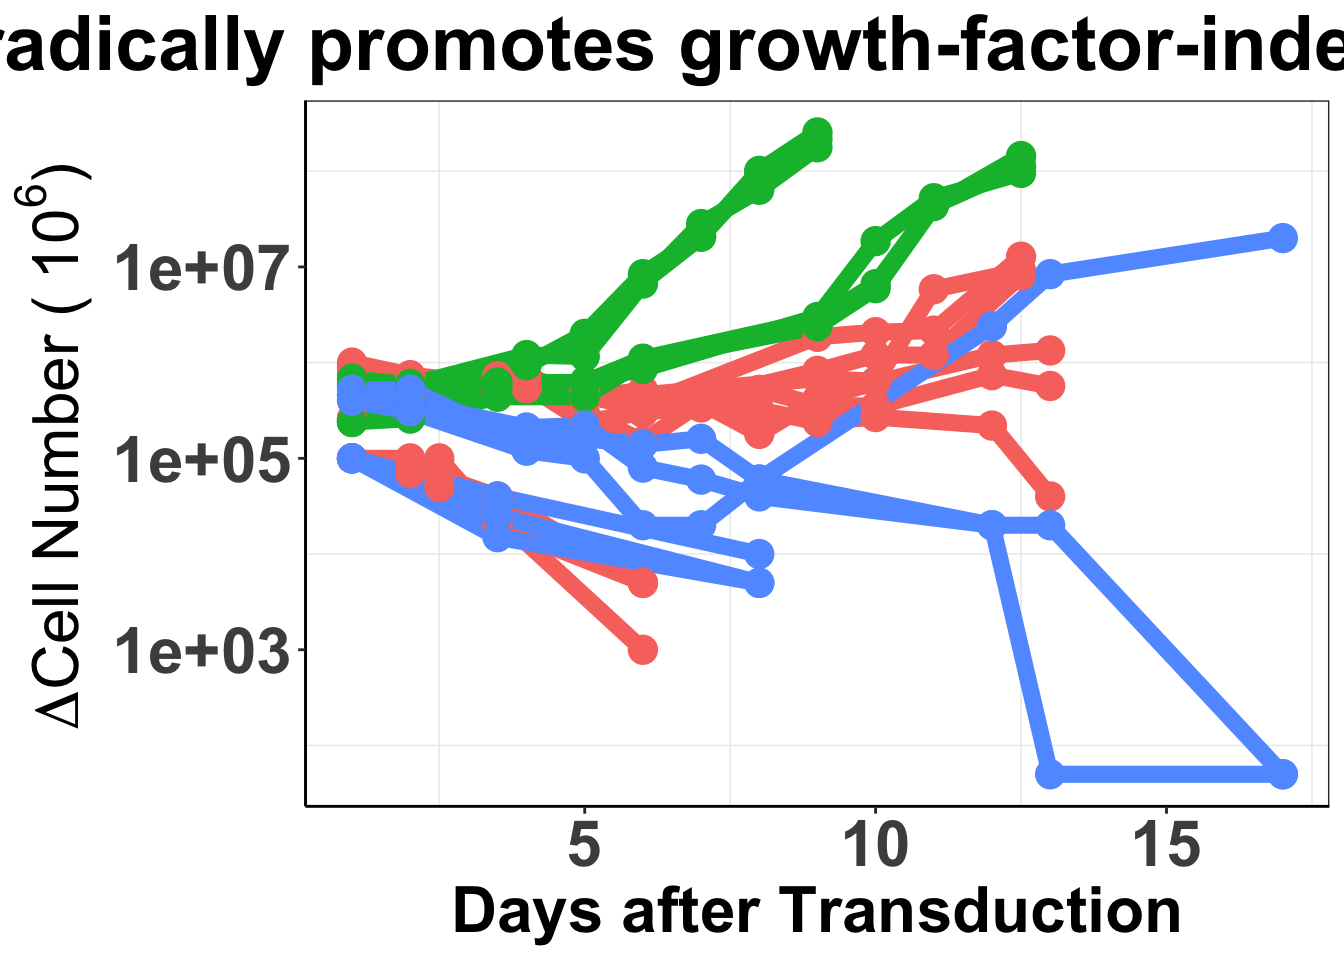 radically promotes growth-factor-inde
ΔCell Number ( 10⁶)
1e+07
1e+05
1e+03
5 10 15
Days after Transduction